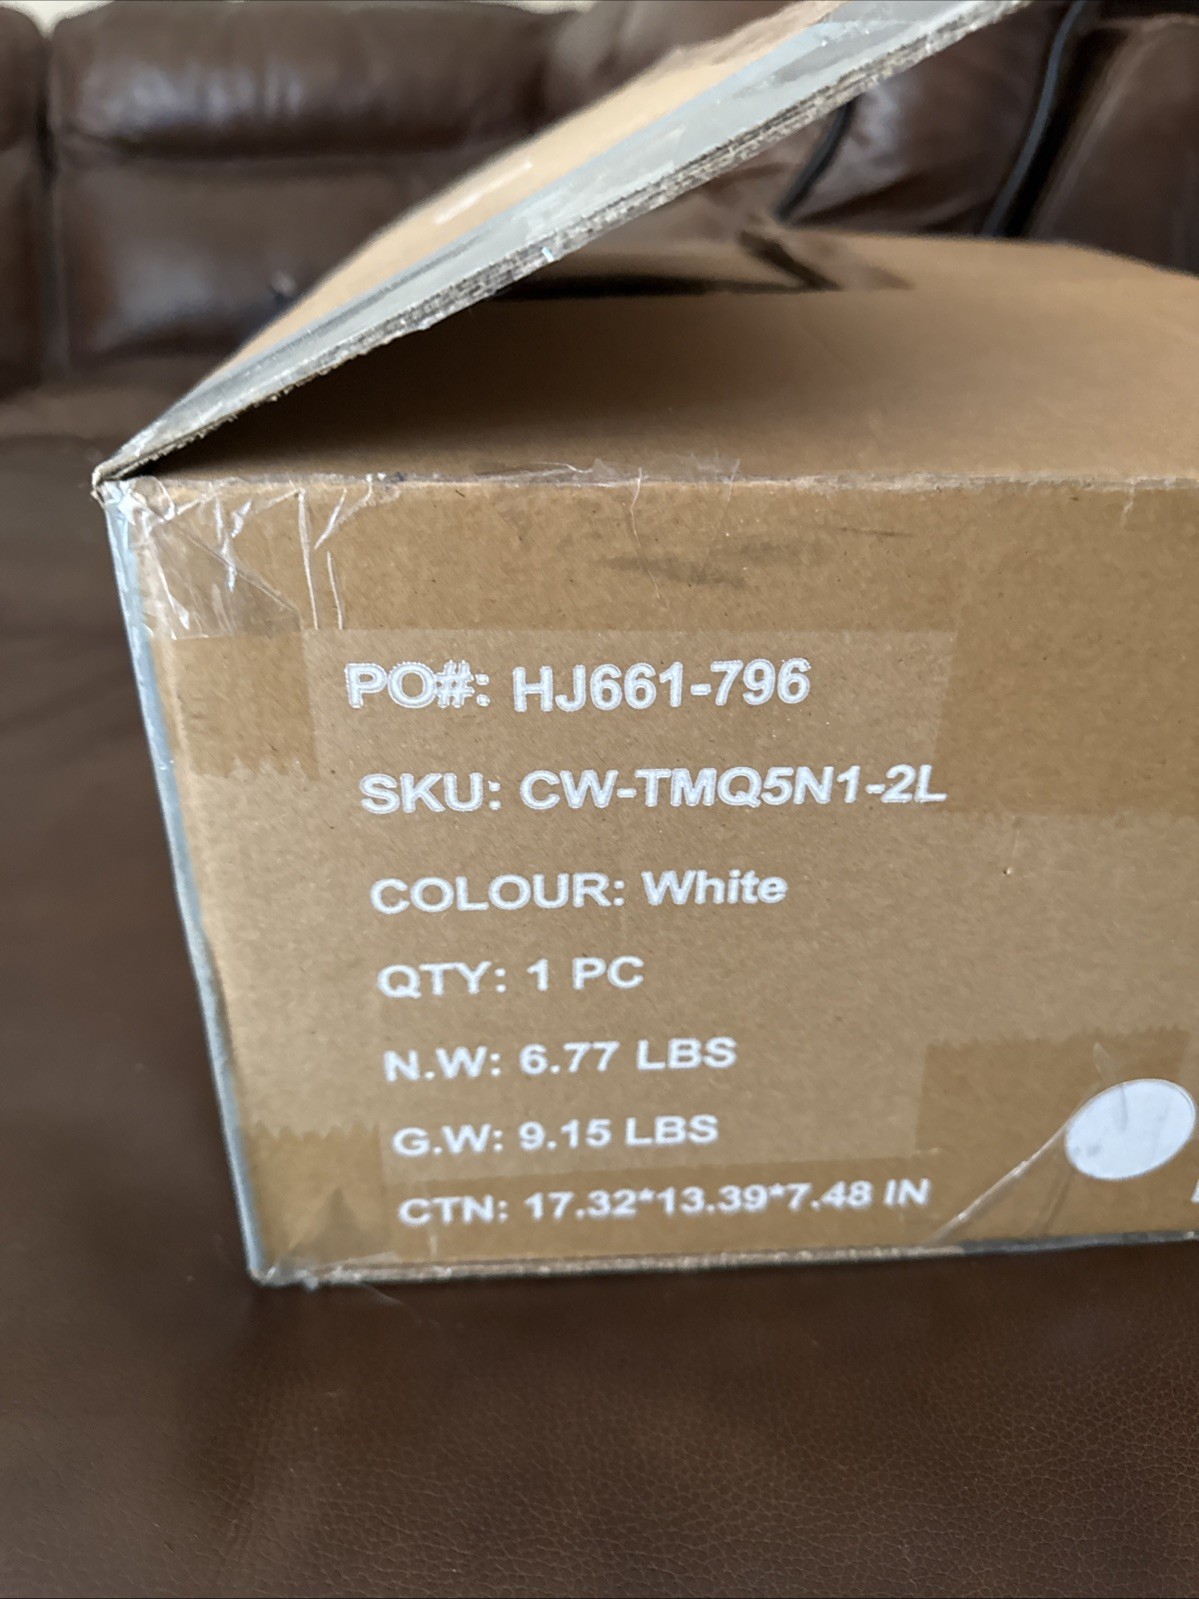 PO#: HJ661-796
SKU: CW-TMQ5N1-2L
COLOUR: White
QTY: 1 PC
N.W: 6.77 LBS
G.W: 9.15 LBS
CTN: 17.32*13.39*7.48 IN